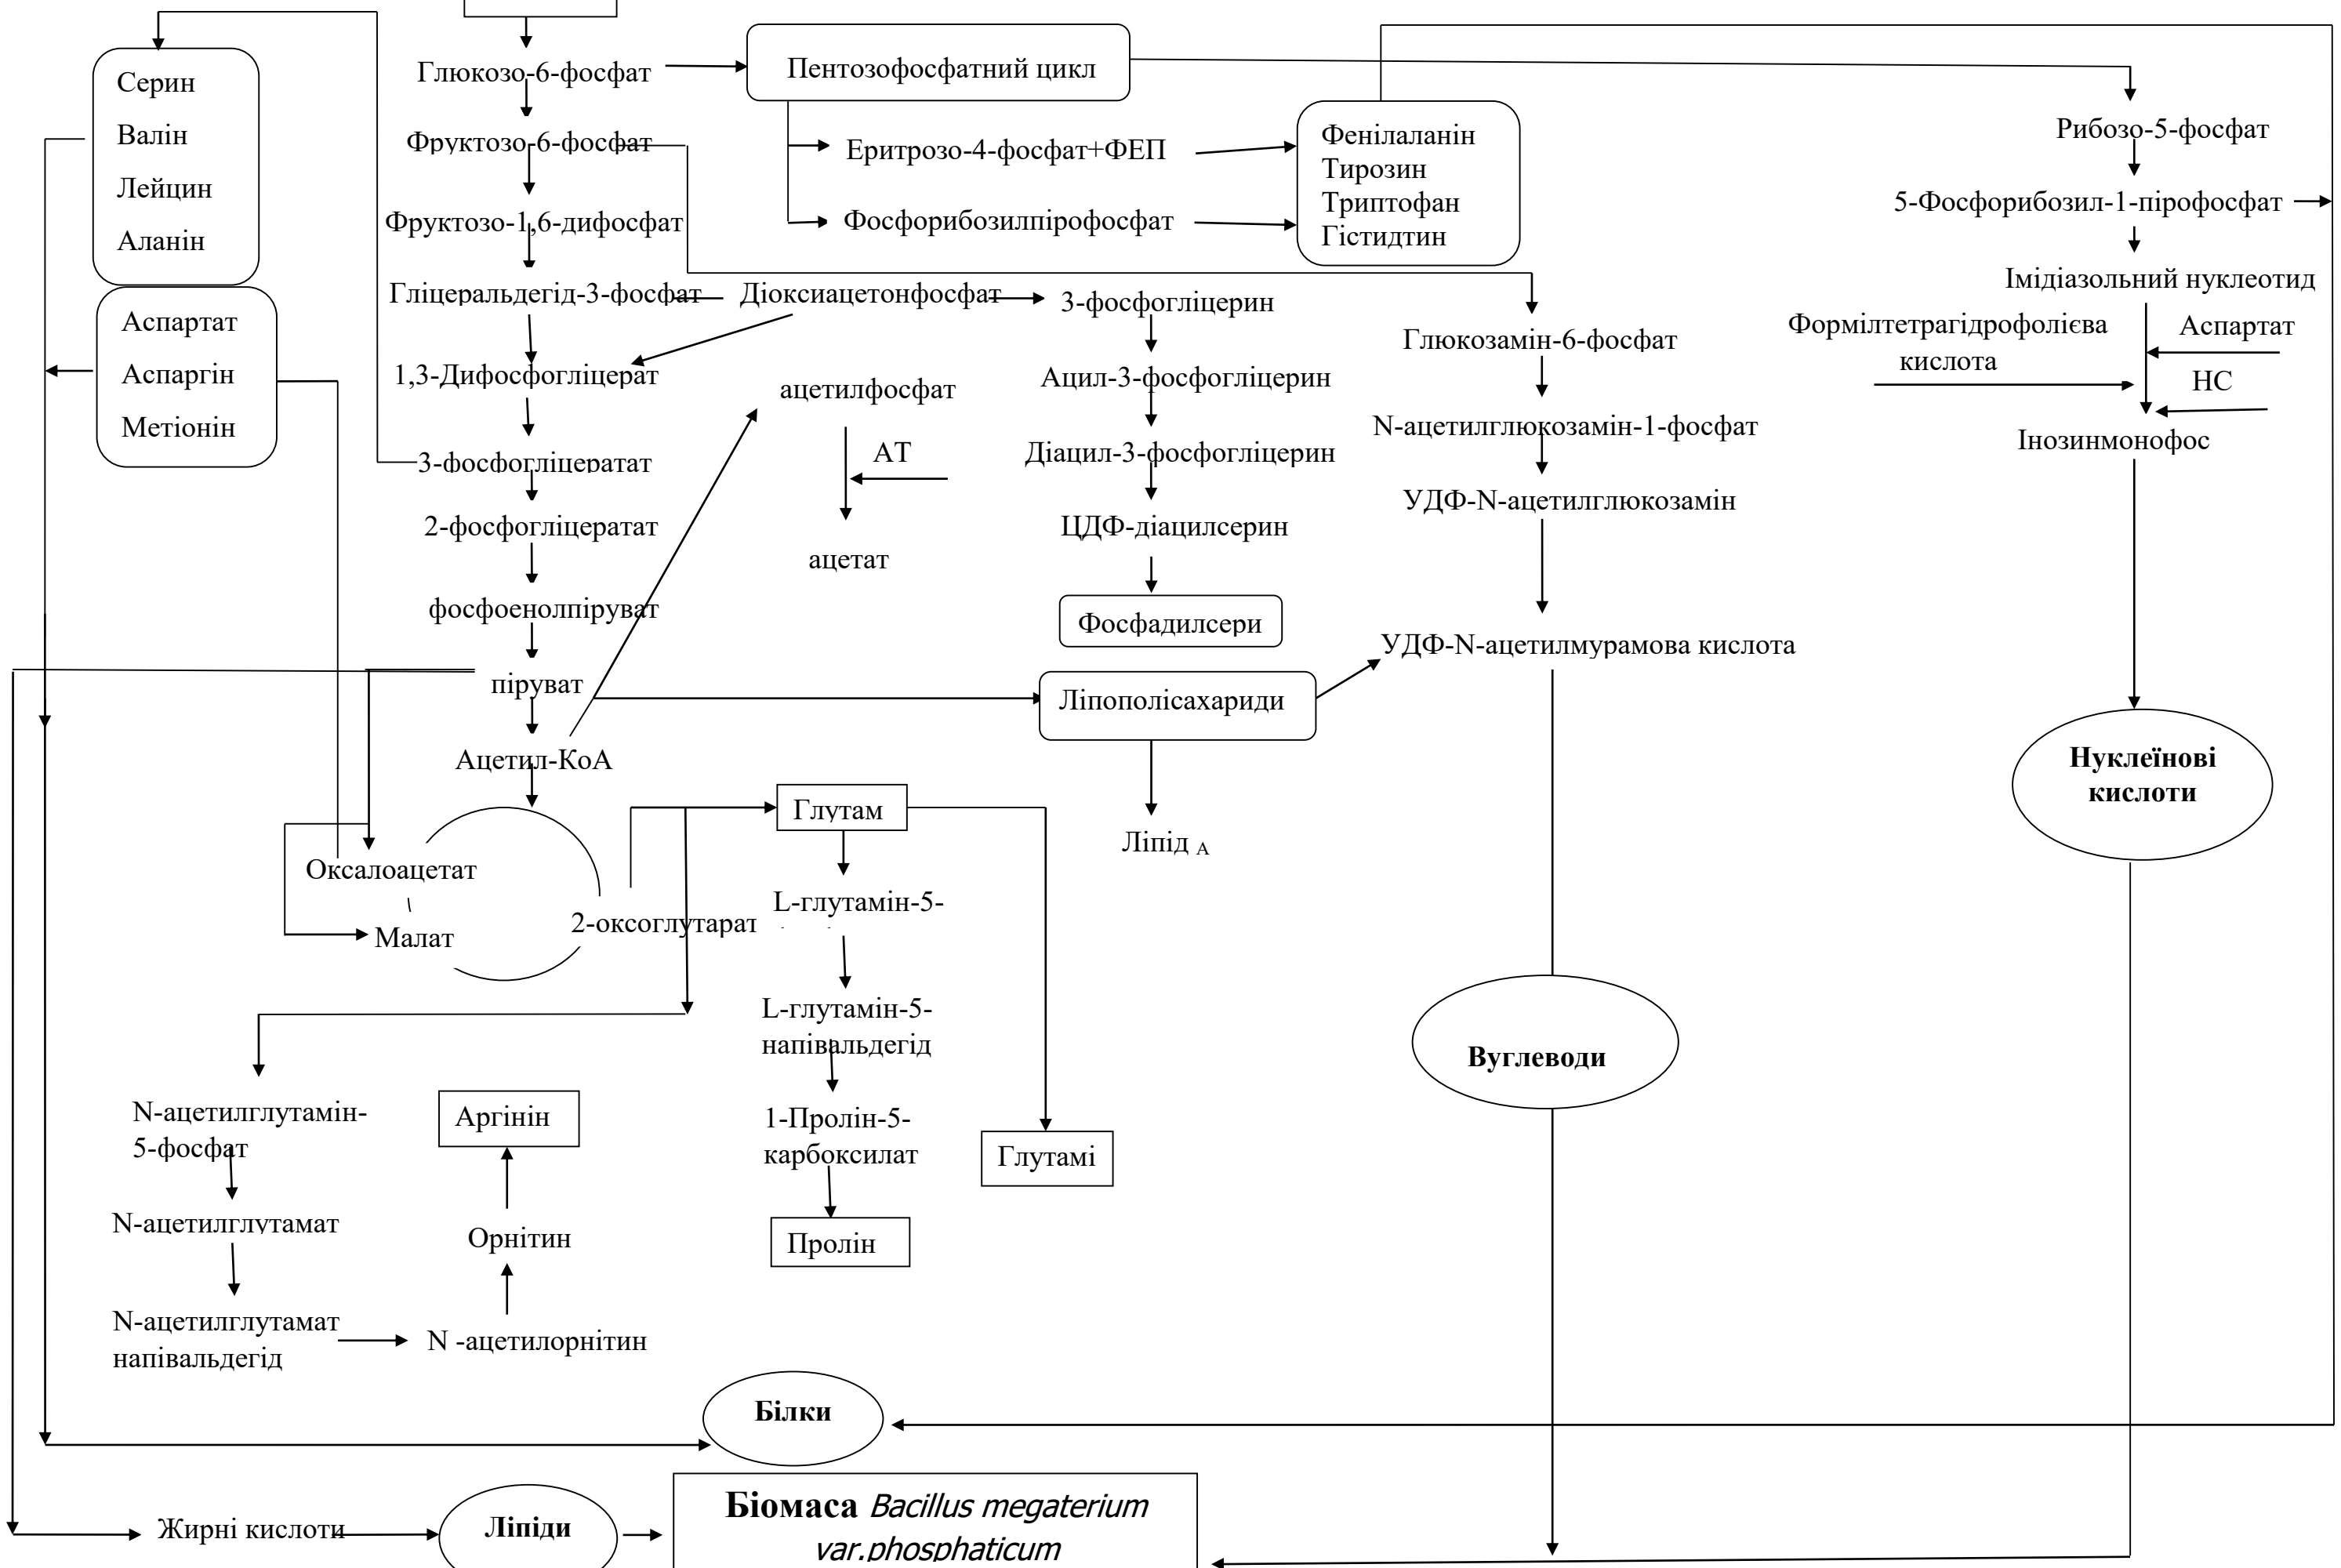 Серин
Валін
Лейцин
Аланін
Аспартат
Аспаргін
Метіонін
Глюкозо-6-фосфат
Фруктозо-6-фосфат
Фруктозо-1,6-дифосфат
Гліцеральдегід-3-фосфат
1,3-Дифосфогліцерат
3-фосфогліцератат
2-фосфогліцератат
фосфоенолпіруват
піруват
Ацетил-КоА
Оксалоацетат
Малат
2-оксоглутарат
Пентозофосфатний цикл
Еритрозо-4-фосфат+ФЕП
Фосфорибозилпірофосфат
Фенілаланін
Тирозин
Триптофан
Гістидтин
Діоксиацетонфосфат
ацетилфосфат
АТ
ацетат
3-фосфогліцерин
Ацил-3-фосфогліцерин
Діацил-3-фосфогліцерин
ЦДФ-діацилсерин
Фосфадилсери
Ліпополісахариди
Ліпід А
Глюкозамін-6-фосфат
N-ацетилглюкозамін-1-фосфат
УДФ-N-ацетилглюкозамін
УДФ-N-ацетилмурамова кислота
Рибозо-5-фосфат
5-Фосфорибозил-1-пірофосфат
Імідіазольний нуклеотид
Формілтетрагідрофолієва
кислота
Аспартат
НС
Інозинмонофос
Нуклеїнові
кислоти
Глутам
L-глутамін-5-
L-глутамін-5-
напівальдегід
1-Пролін-5-
карбоксилат
Пролін
Глутамі
Вуглеводи
N-ацетилглутамін-
5-фосфат
N-ацетилглутамат
N-ацетилглутамат
напівальдегід
N -ацетилорнітин
Орнітин
Аргінін
Білки
Жирні кислоти
Ліпіди
Біомаса Bacillus megaterium
var.phosphaticum